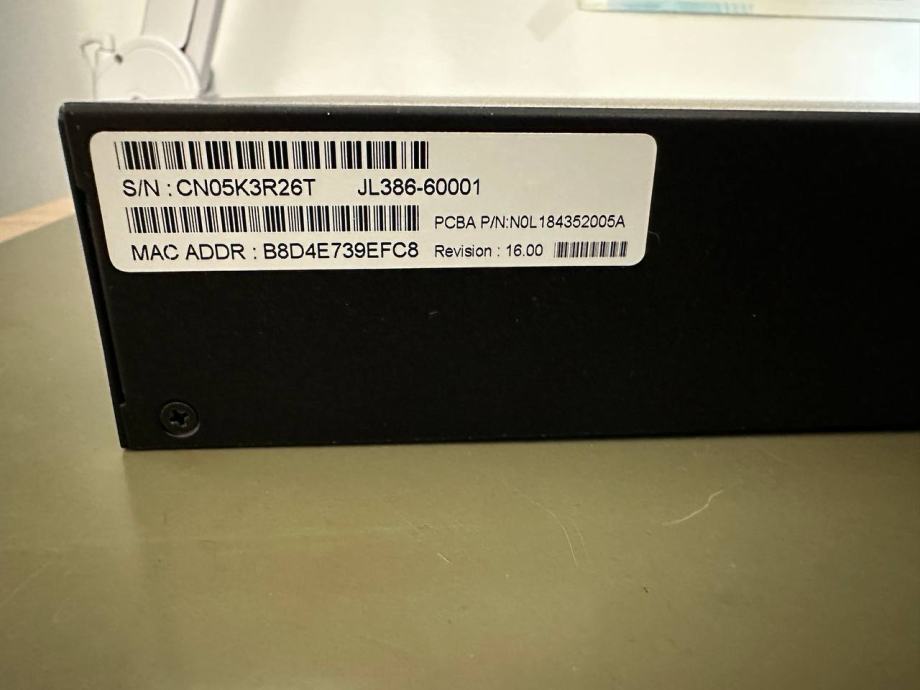 S/N : CN05K3R26T JL386-60001
PCBA P/N:N0L184352005A
MAC ADDR : B8D4E739EFC8 Revision : 16.00